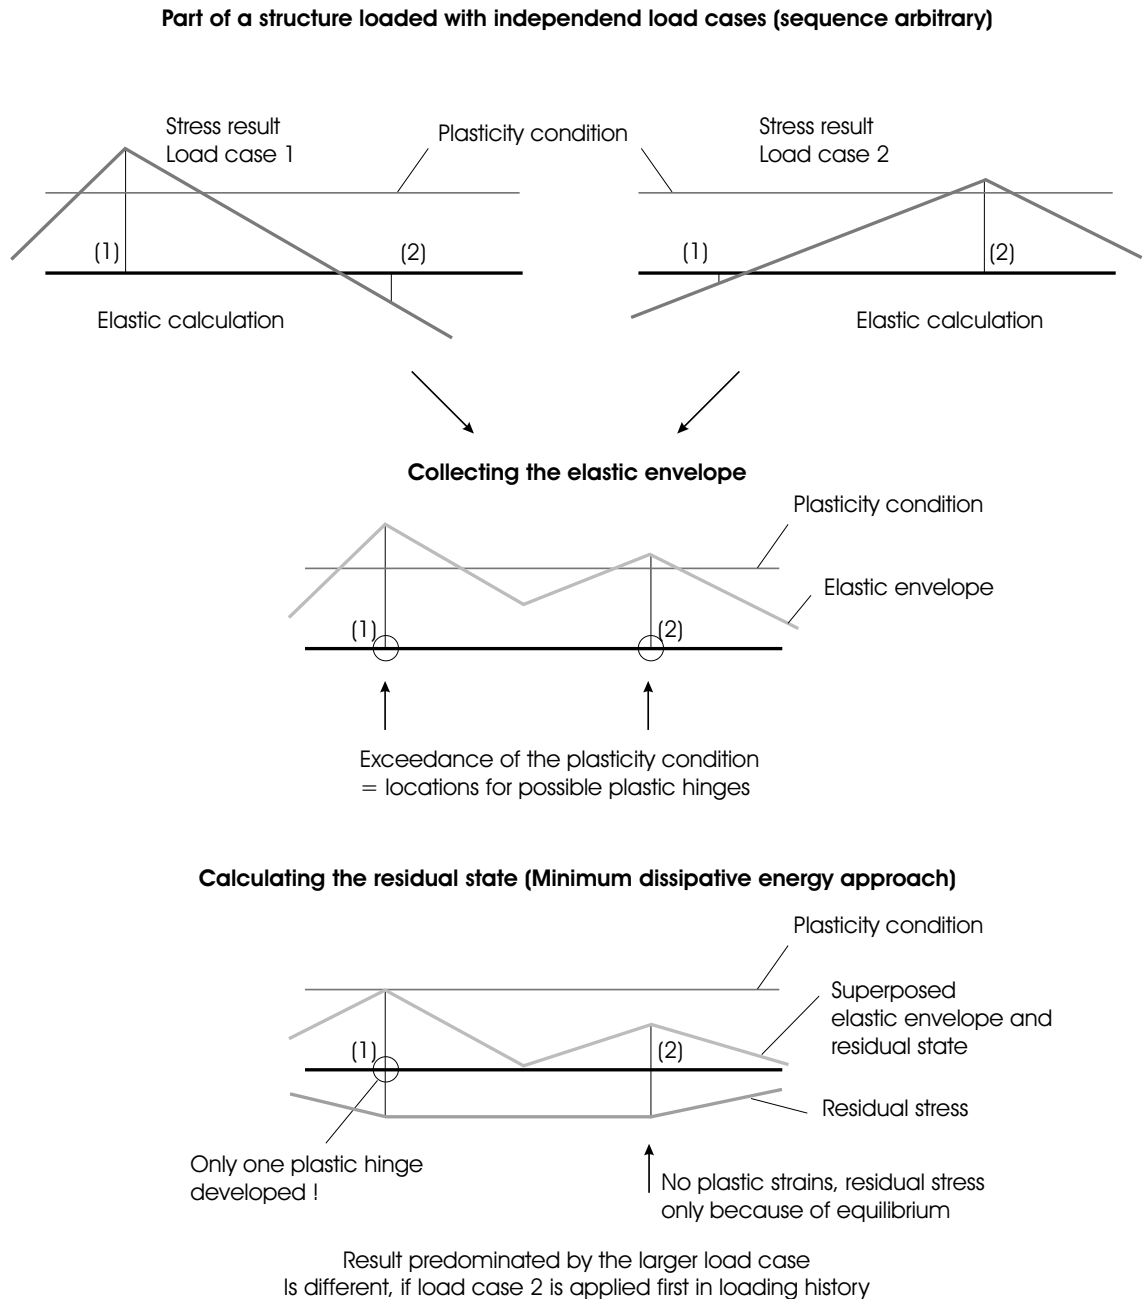 Part of a structure loaded with independend load cases (sequence arbitrary)
Stress result
Load case 1
Plasticity condition
Stress result
Load case 2
(1)
(2)
(1)
(2)
Elastic calculation
Elastic calculation
Collecting the elastic envelope
Plasticity condition
Elastic envelope
(1)
(2)
Exceedance of the plasticity condition
= locations for possible plastic hinges
Calculating the residual state (Minimum dissipative energy approach)
Plasticity condition
Superposed
elastic envelope and
residual state
(1)
(2)
Residual stress
Only one plastic hinge
developed !
No plastic strains, residual stress
only because of equilibrium
Result predominated by the larger load case
Is different, if load case 2 is applied first in loading history